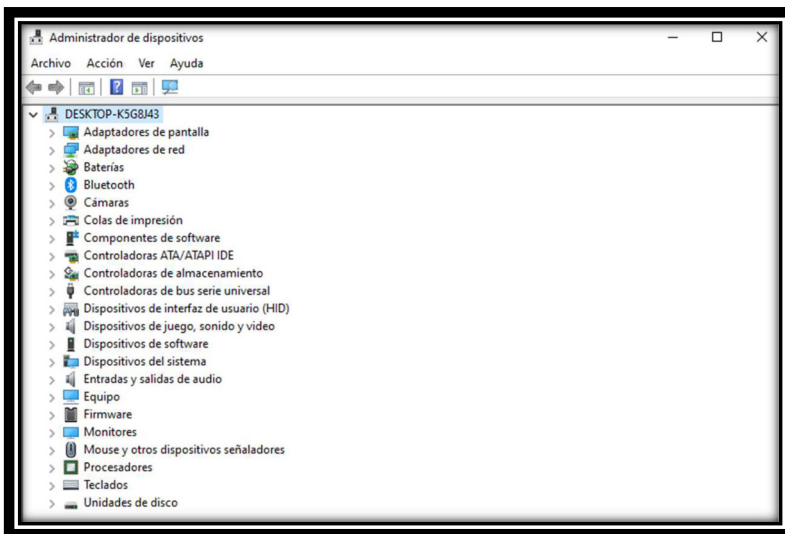 Administrador de dispositivos
Archivo Acción Ver Ayuda
DESKTOP-K5G8J43
Adaptadores de pantalla
Adaptadores de red
Baterías
Bluetooth
Cámaras
Colas de impresión
Componentes de software
Controladoras ATA/ATAPI IDE
Controladoras de almacenamiento
Controladoras de bus serie universal
Dispositivos de interfaz de usuario (HID)
Dispositivos de juego, sonido y video
Dispositivos de software
Dispositivos del sistema
Entradas y salidas de audio
Equipo
Firmware
Monitores
Mouse y otros dispositivos señaladores
Procesadores
Teclados
Unidades de disco